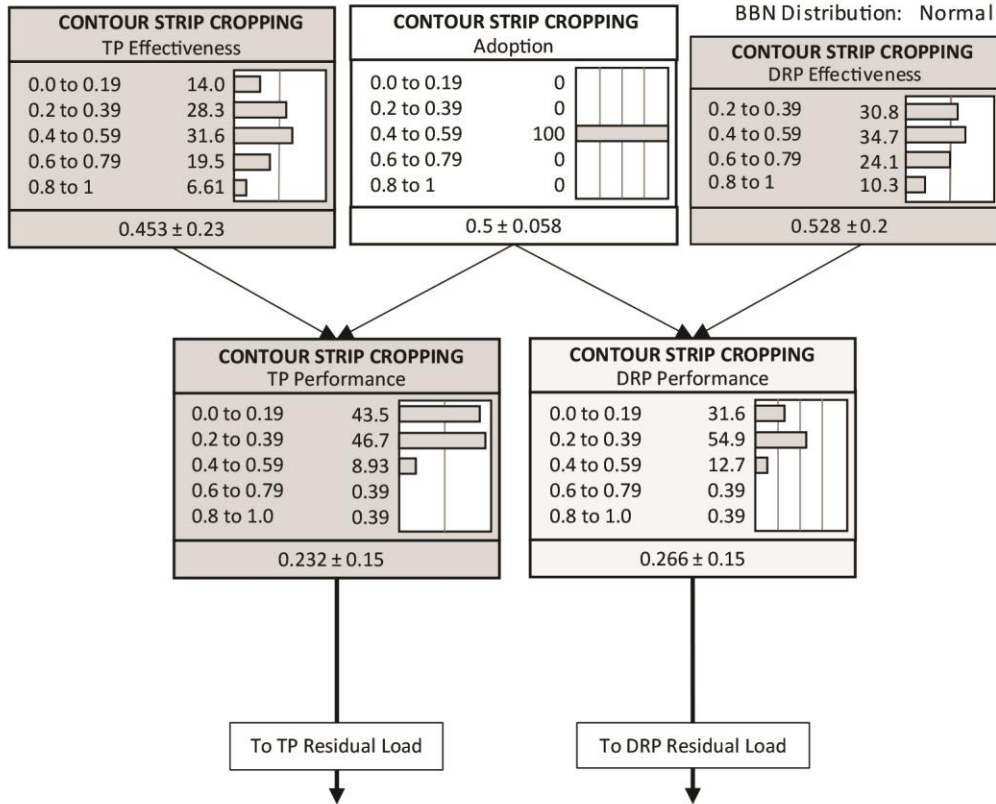 BBN Distribution: Normal
CONTOUR STRIP CROPPING
TP Effectiveness
0.0 to 0.19 14.0
0.2 to 0.39 28.3
0.4 to 0.59 31.6
0.6 to 0.79 19.5
0.8 to 1 6.61
0.453 ± 0.23
CONTOUR STRIP CROPPING
Adoption
0.0 to 0.19 0
0.2 to 0.39 0
0.4 to 0.59 100
0.6 to 0.79 0
0.8 to 1 0
0.5 ± 0.058
CONTOUR STRIP CROPPING
DRP Effectiveness
0.2 to 0.39 30.8
0.4 to 0.59 34.7
0.6 to 0.79 24.1
0.8 to 1 10.3
0.528 ± 0.2
CONTOUR STRIP CROPPING
TP Performance
0.0 to 0.19 43.5
0.2 to 0.39 46.7
0.4 to 0.59 8.93
0.6 to 0.79 0.39
0.8 to 1.0 0.39
0.232 ± 0.15
CONTOUR STRIP CROPPING
DRP Performance
0.0 to 0.19 31.6
0.2 to 0.39 54.9
0.4 to 0.59 12.7
0.6 to 0.79 0.39
0.8 to 1.0 0.39
0.266 ± 0.15
To TP Residual Load
To DRP Residual Load